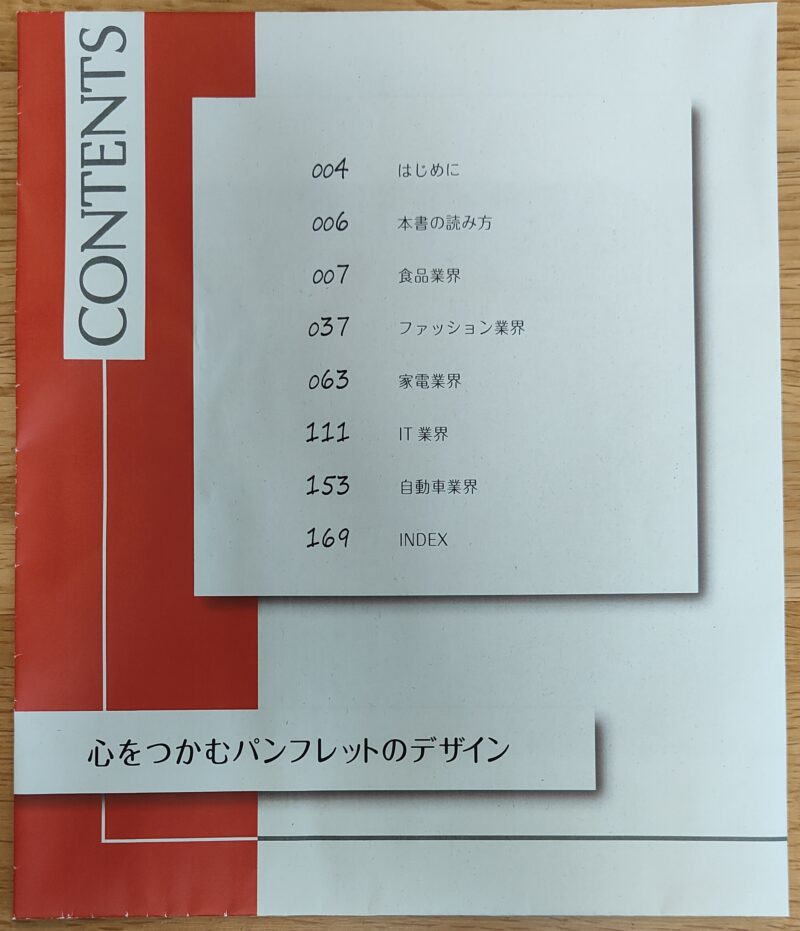 CONTENTS
004 はじめに
006 本書の読み方
007 食品業界
037 ファッション業界
063 家電業界
111 IT 業界
153 自動車業界
169 INDEX
心をつかむパンフレットのデザイン